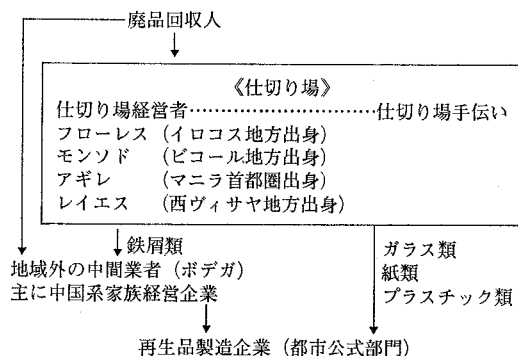 廃品回収人
《仕切り場》
仕切り場経営者…………………………仕切り場手伝い
フローレス（イロコス地方出身）
モンソド（ビコール地方出身）
アギレ（マニラ首都圏出身）
レイエス（西ヴィサヤ地方出身）
鉄屑類
地域外の中間業者（ボデガ）
主に中国系家族経営企業
ガラス類
紙類
プラスチック類
再生品製造企業（都市公式部門）